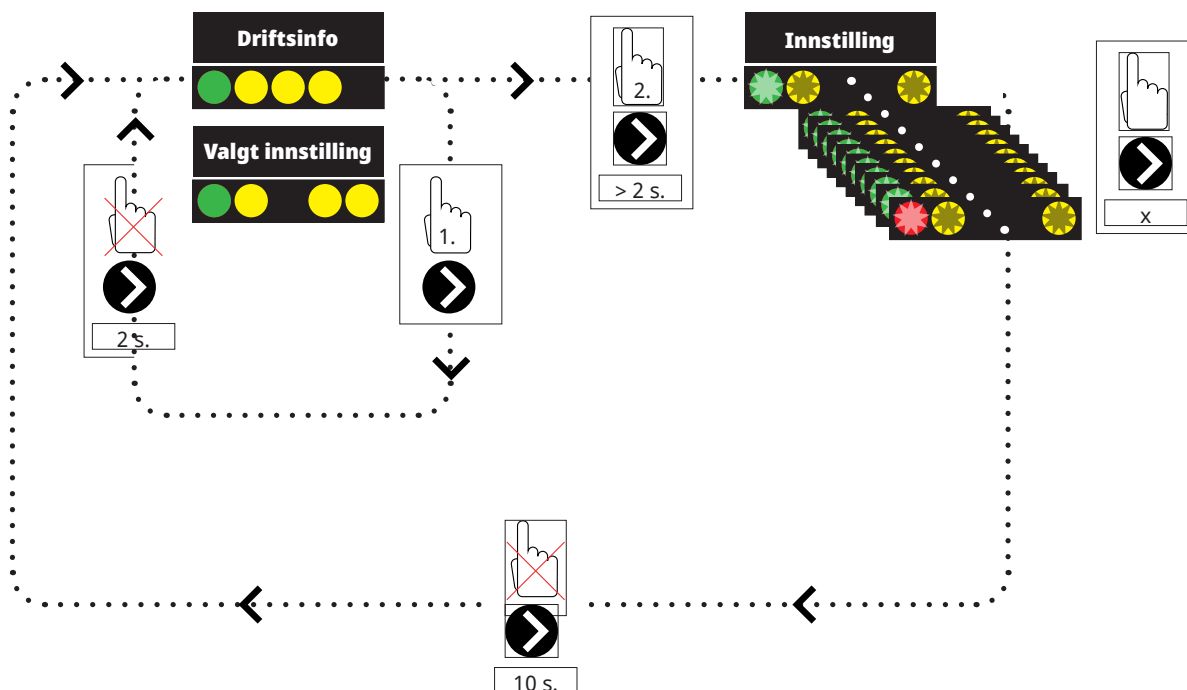 Driftsinfo
Valgt innstilling
2 s.
1.
2.
> 2 s.
Innstilling
x
10 s.